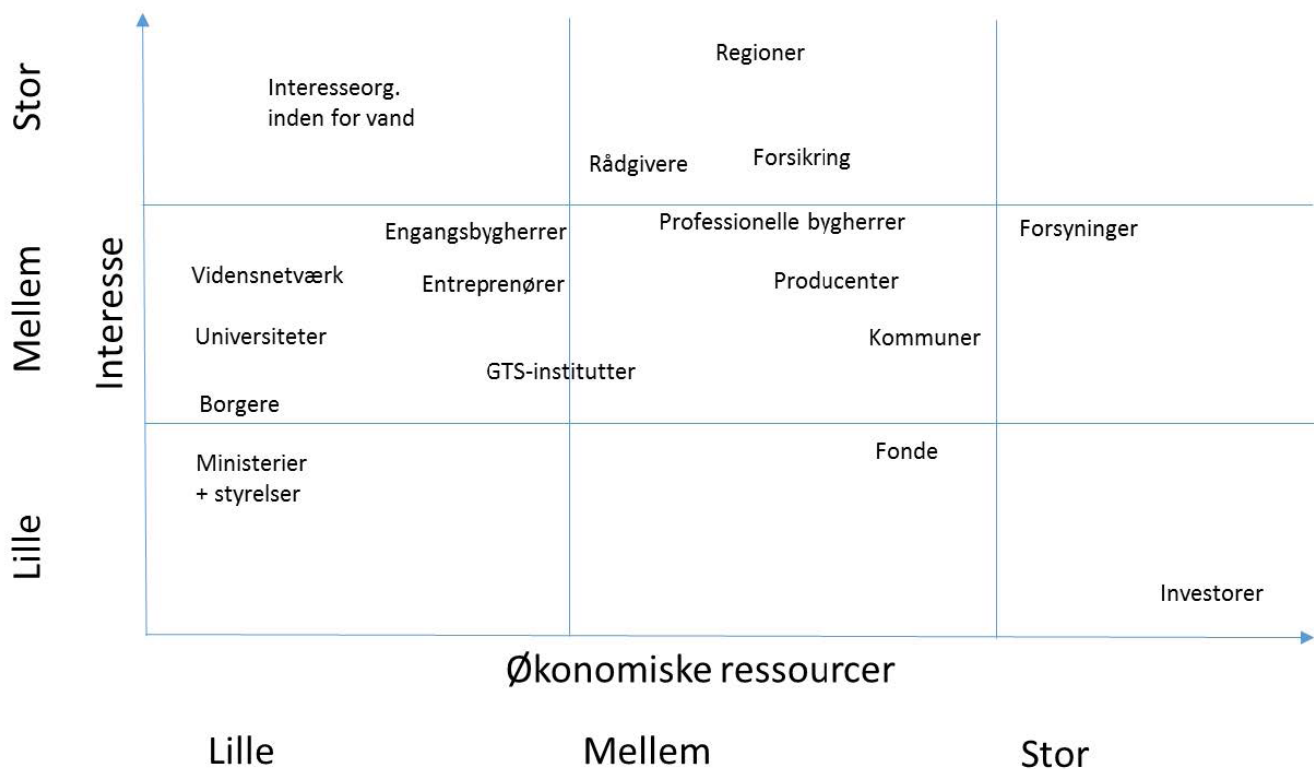 Stor
Mellem
Lille
Interesse
Regioner
Interesseorg.
inden for vand
Rådgivere
Forsikring
Engangsbygherrer
Professionelle bygherrer
Forsyninger
Vidensnetværk
Entreprenører
Producenter
Universiteter
Kommuner
GTS-institutter
Borgere
Ministerier
+ styrelser
Fonde
Investorer
Økonomiske ressourcer
Lille
Mellem
Stor